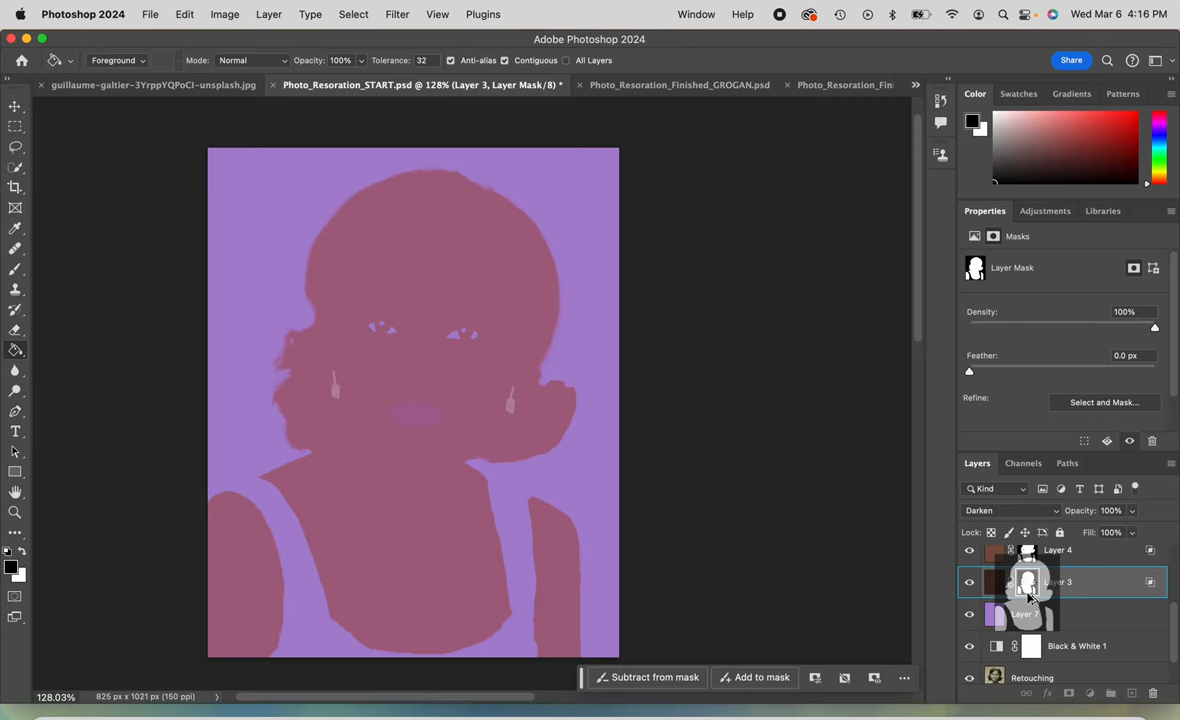 Photoshop 2024 File Edit Image Layer Type Select Filter View Plugins Window Help Wed Mar 6 4:16 PM
Adobe Photoshop 2024
Foreground Mode: Normal Opacity: 100% Tolerance: 32 Anti-alias Contiguous All Layers Share
guillaume-galtier-3YrppYQPoCI-unsplash.jpg Photo_Resoration_START.psd @ 128% (Layer 3, Layer Mask/8) * Photo_Resoration_Finished_GROGAN.psd Photo_Resoration_Fini
Color Swatches Gradients Patterns
Properties Adjustments Libraries
Masks
Layer Mask
Density: 100%
Feather: 0.0 px
Refine: Select and Mask...
Layers Channels Paths
Kind
Darken Opacity: 100%
Lock: Fill: 100%
Layer 4
Layer 3
Layer 7
Black & White 1
Retouching
Subtract from mask Add to mask
128.03% 825 px x 1021 px (150 ppi)